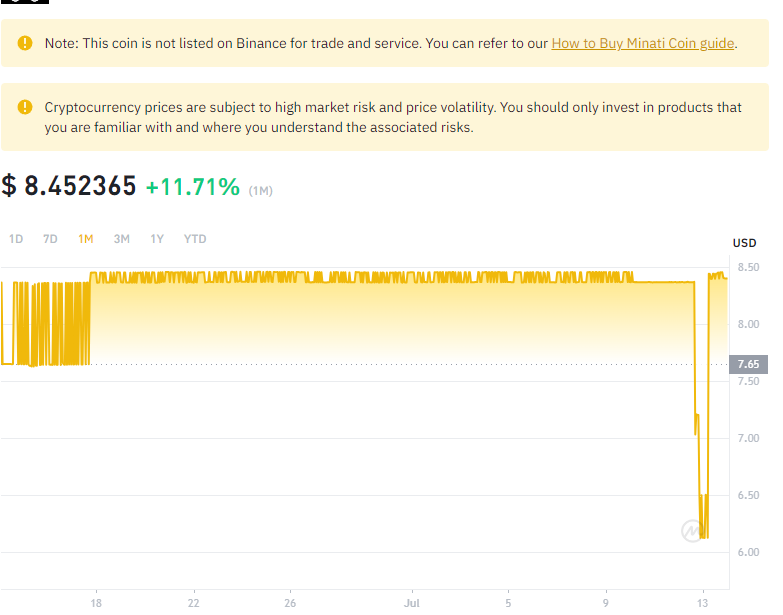 Note: This coin is not listed on Binance for trade and service. You can refer to our How to Buy Minati Coin guide.
Cryptocurrency prices are subject to high market risk and price volatility. You should only invest in products that
you are familiar with and where you understand the associated risks.
$ 8.452365 +11.71% (1M)
1D 7D 1M 3M 1Y YTD
USD
8.50
8.00
7.65
7.50
7.00
6.50
6.00
18 22 26 Jul 5 9 13